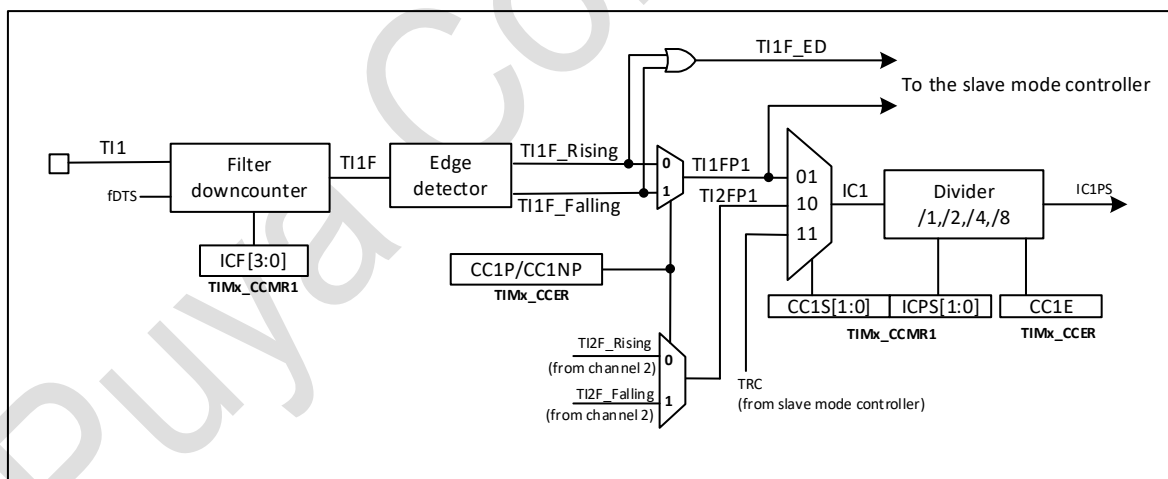 TI1F_ED
To the slave mode controller
TI1
fDTS
Filter
downcounter
TI1F
Edge
detector
TI1F_Rising
TI1F_Falling
0
1
TI1FP1
TI2FP1
01
10
11
IC1
Divider
/1,/2,/4,/8
IC1PS
ICF[3:0]
TIMx_CCMR1
CC1P/CC1NP
TIMx_CCER
CC1S[1:0]
ICPS[1:0]
CC1E
TIMx_CCMR1
TIMx_CCER
TI2F_Rising
(from channel 2)
0
TI2F_Falling
(from channel 2)
1
TRC
(from slave mode controller)
Puya Co